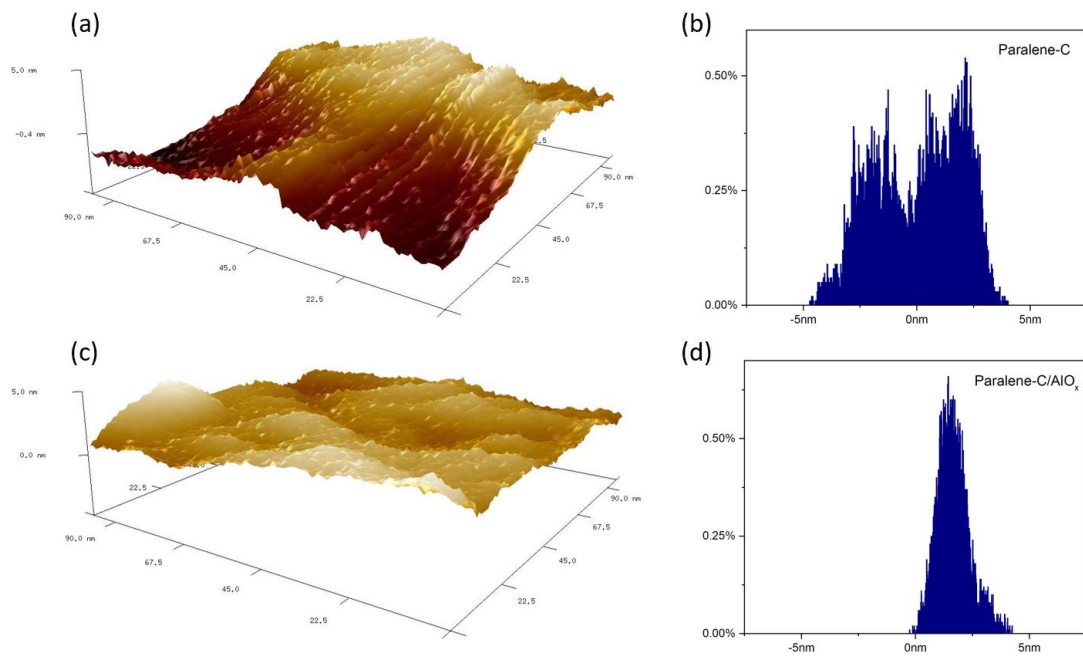 (a)
5.0 nm
-0.4 nm
90.0 nm
67.5
45.0
22.5
22.5
45.0
67.5
90.0 nm
(b)
Paralene-C
0.50%
0.25%
0.00%
-5nm
0nm
5nm
(c)
5.0 nm
0.0 nm
22.5
90.0 nm
67.5
45.0
22.5
22.5
45.0
67.5
90.0 nm
(d)
Paralene-C/AlOx
0.50%
0.25%
0.00%
-5nm
0nm
5nm